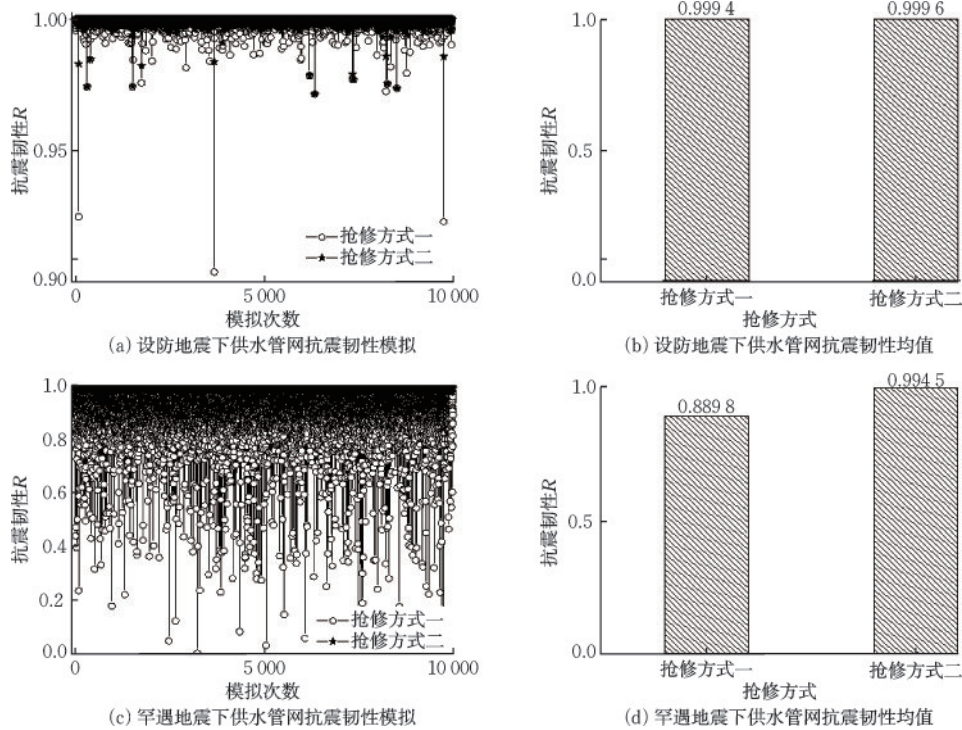 1.00
0.95
0.90
抗震韧性R
抢修方式一
抢修方式二
0
5 000
10 000
模拟次数
(a) 设防地震下供水管网抗震韧性模拟
0.999 4
0.999 6
1.0
0.5
0.0
抗震韧性R
抢修方式一
抢修方式二
抢修方式
(b) 设防地震下供水管网抗震韧性均值
1.0
0.8
0.6
0.4
0.2
0.0
抗震韧性R
抢修方式一
抢修方式二
0
5 000
10 000
模拟次数
(c) 罕遇地震下供水管网抗震韧性模拟
0.889 8
0.994 5
1.0
0.5
0.0
抗震韧性R
抢修方式一
抢修方式二
抢修方式
(d) 罕遇地震下供水管网抗震韧性均值